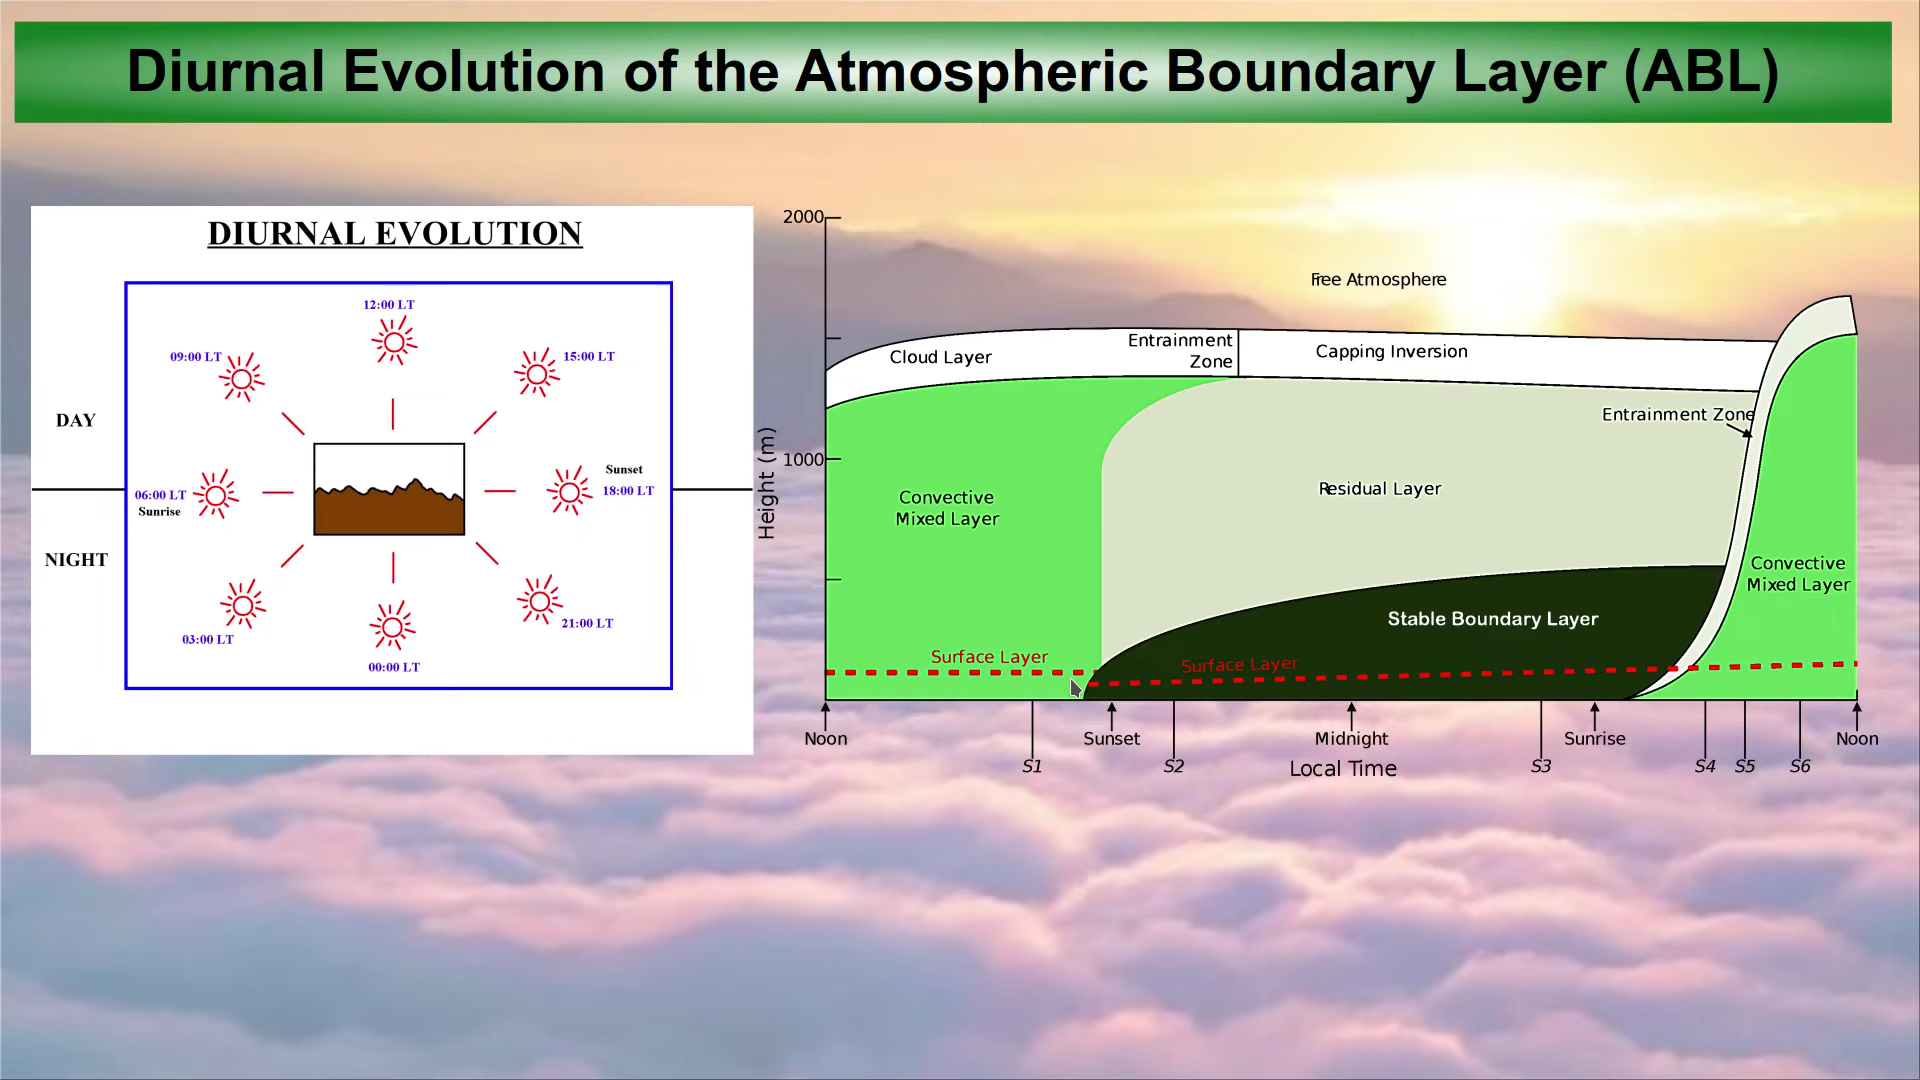 Diurnal Evolution of the Atmospheric Boundary Layer (ABL)
DIURNAL EVOLUTION
12:00 LT
09:00 LT
15:00 LT
DAY
06:00 LT
Sunrise
Sunset
18:00 LT
NIGHT
03:00 LT
21:00 LT
00:00 LT
2000
Free Atmosphere
Cloud Layer
Entrainment
Zone
Capping Inversion
Entrainment Zone
1000
Height (m)
Residual Layer
Convective
Mixed Layer
Convective
Mixed Layer
Stable Boundary Layer
Surface Layer
Surface Layer
Noon
Sunset
Midnight
Sunrise
Noon
S1
S2
Local Time
S3
S4
S5
S6